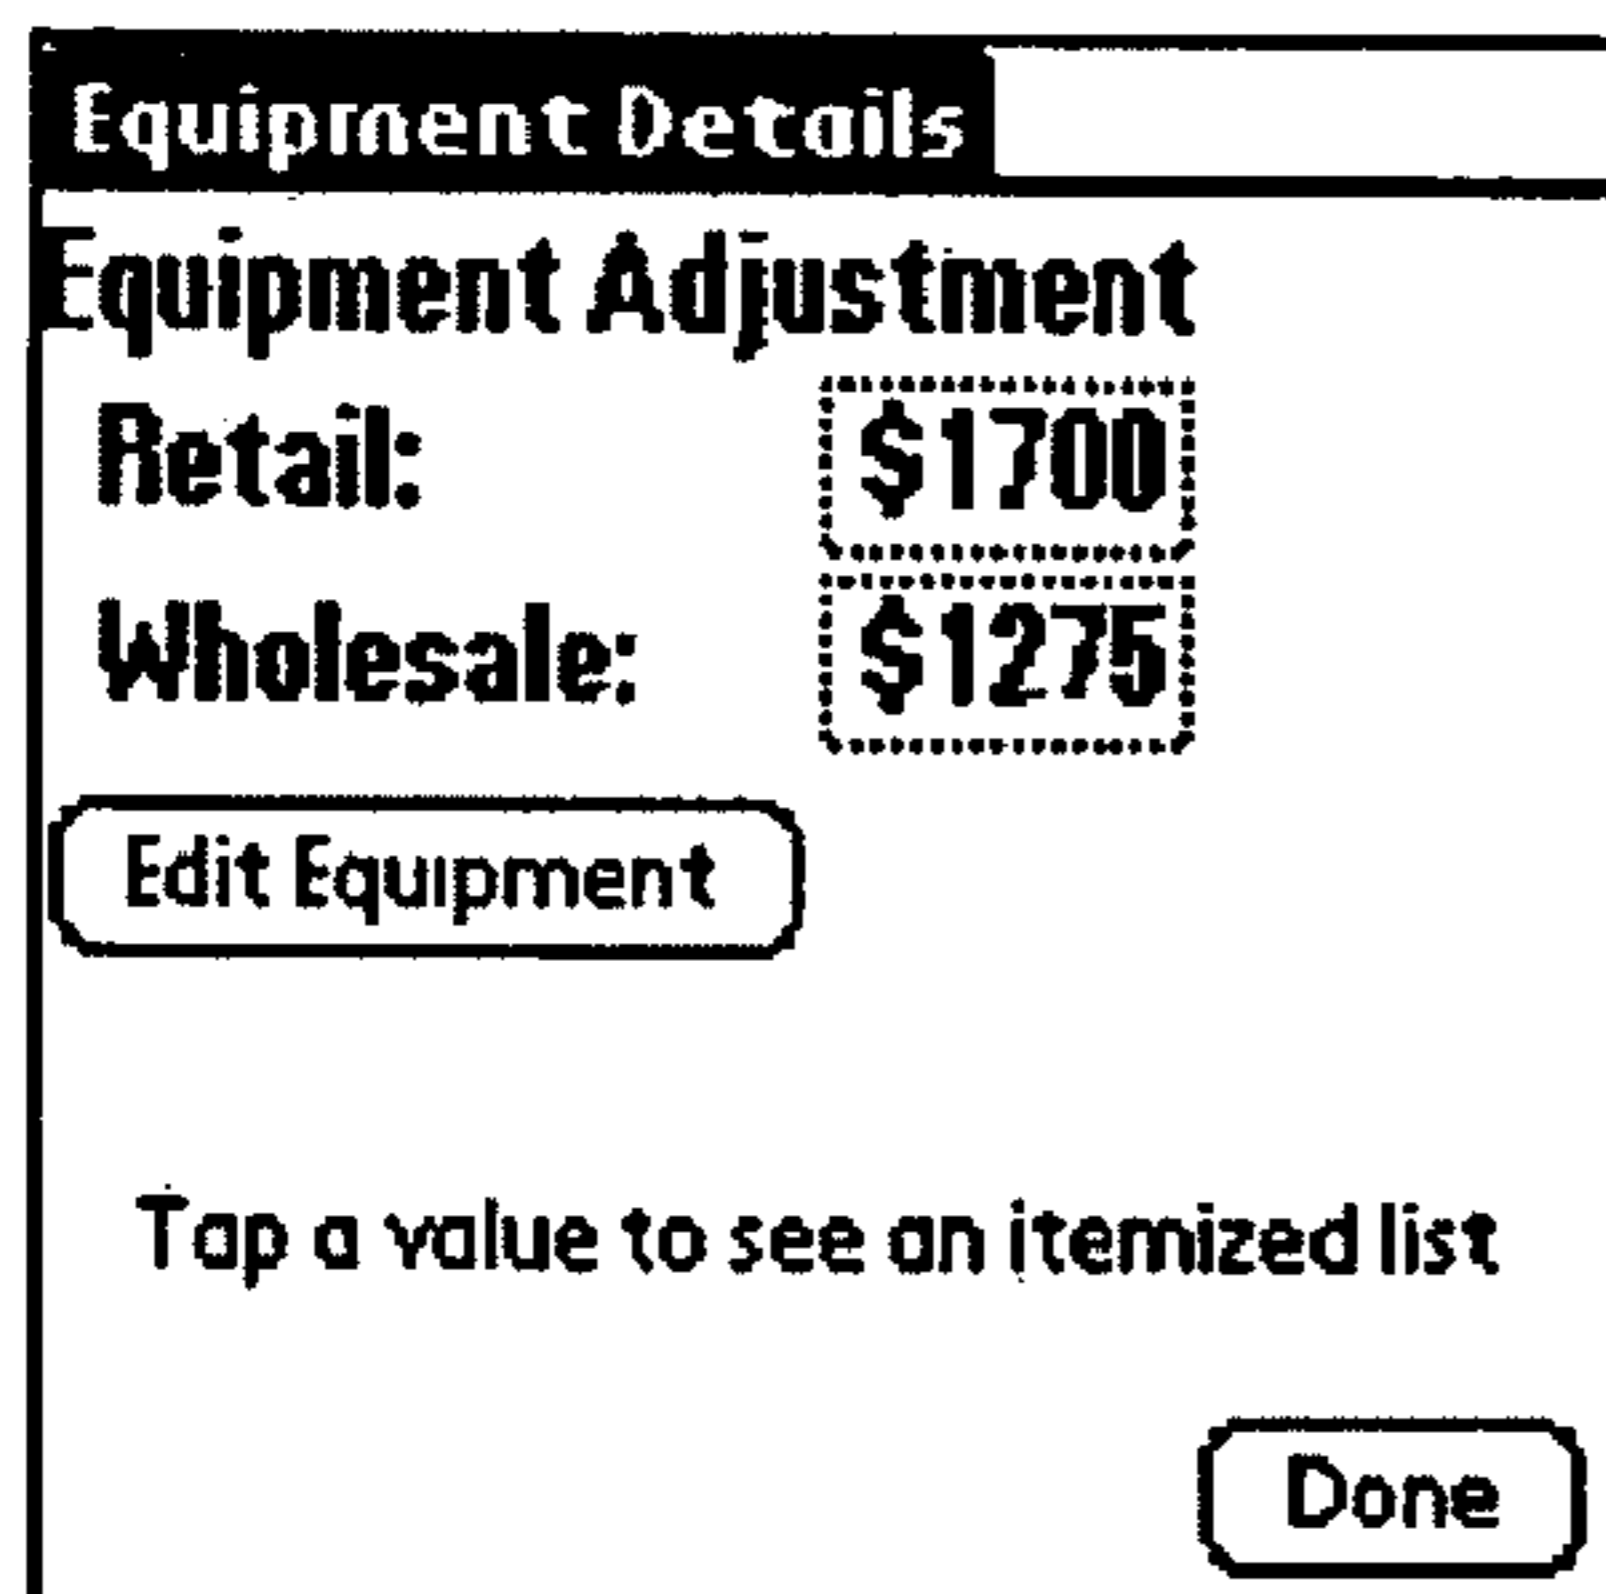 Equipment Details
Equipment Adjustment
Retail: $1700
Wholesale: $1275
Edit Equipment
Tap a value to see an itemized list
Done